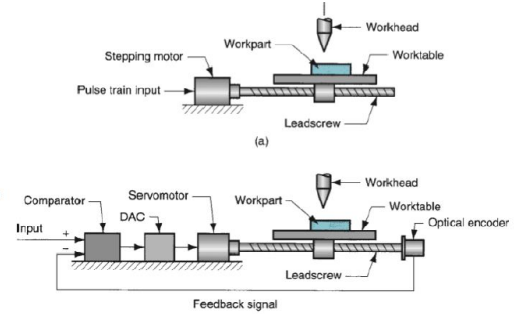 Workhead
Workpart
Stepping motor
Worktable
Pulse train input
Leadscrew
(a)
Workhead
Servomotor
Workpart
Comparator
Worktable
DAC
Optical encoder
Input
+
−
Leadscrew
Feedback signal